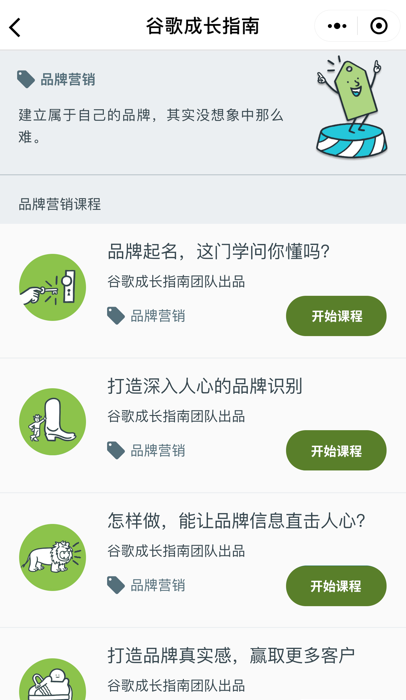 谷歌成长指南
品牌营销
建立属于自己的品牌，其实没想象中那么
难。
品牌营销课程
品牌起名，这门学问你懂吗？
谷歌成长指南团队出品
品牌营销
开始课程
打造深入人心的品牌识别
谷歌成长指南团队出品
品牌营销
开始课程
怎样做，能让品牌信息直击人心？
谷歌成长指南团队出品
品牌营销
开始课程
打造品牌真实感，赢取更多客户
谷歌成长指南团队出品